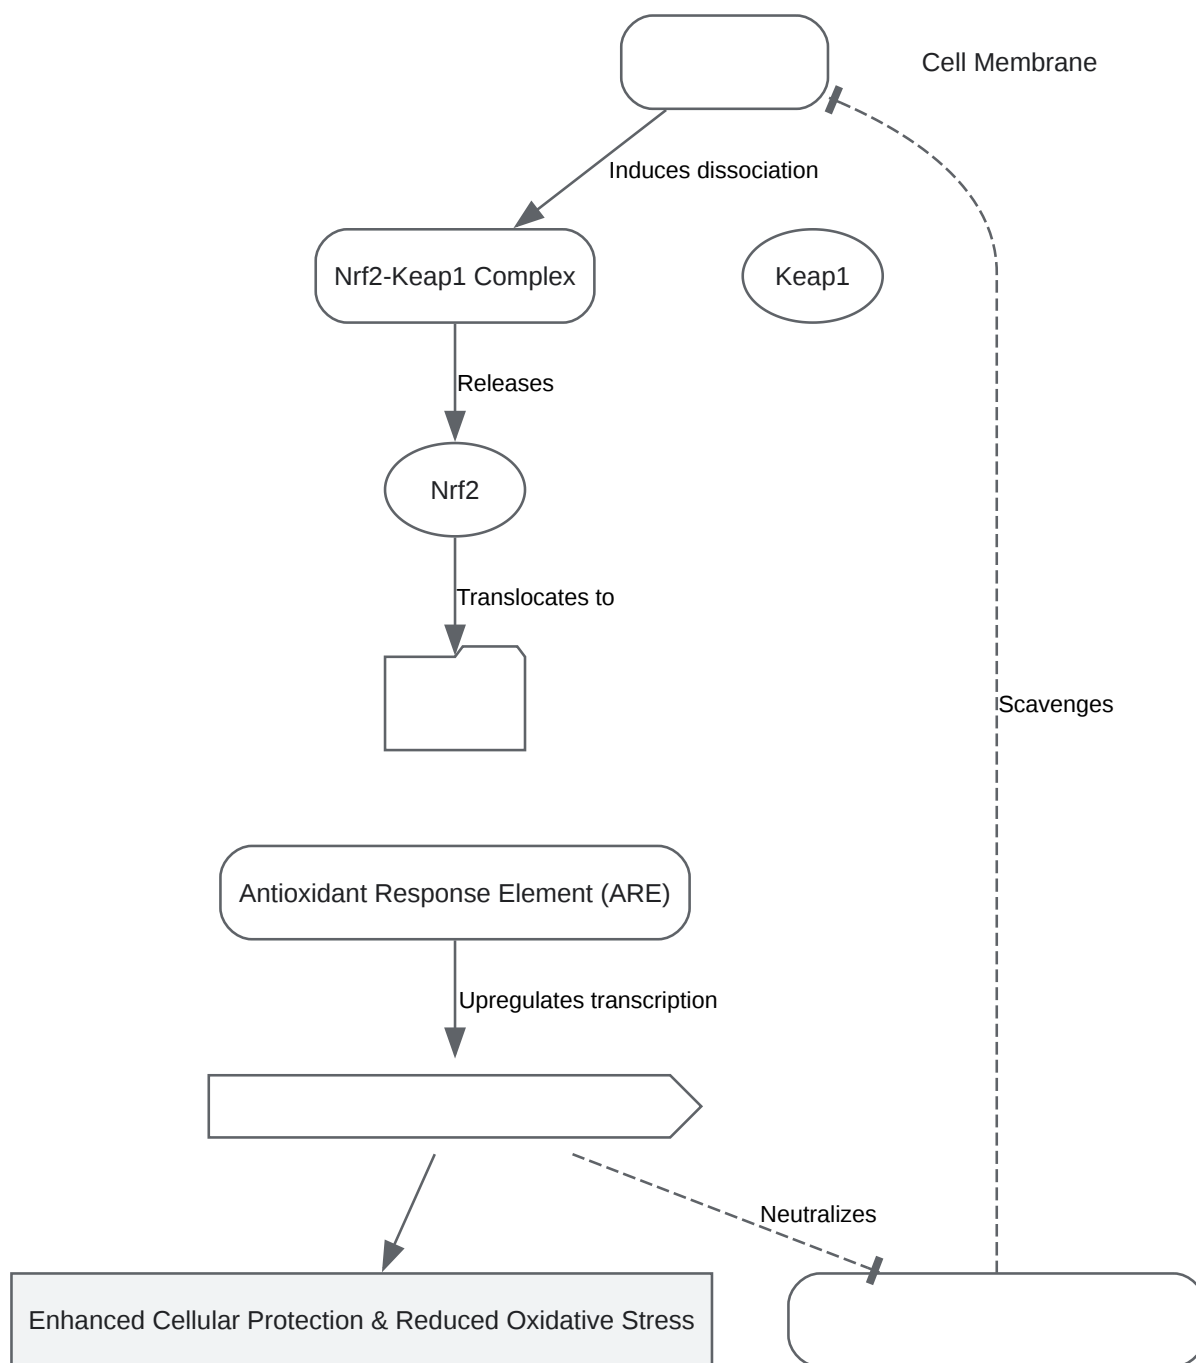 Cell Membrane
Induces dissociation
Nrf2-Keap1 Complex
Keap1
Releases
Nrf2
Translocates to
Scavenges
Antioxidant Response Element (ARE)
Upregulates transcription
Neutralizes
Enhanced Cellular Protection & Reduced Oxidative Stress